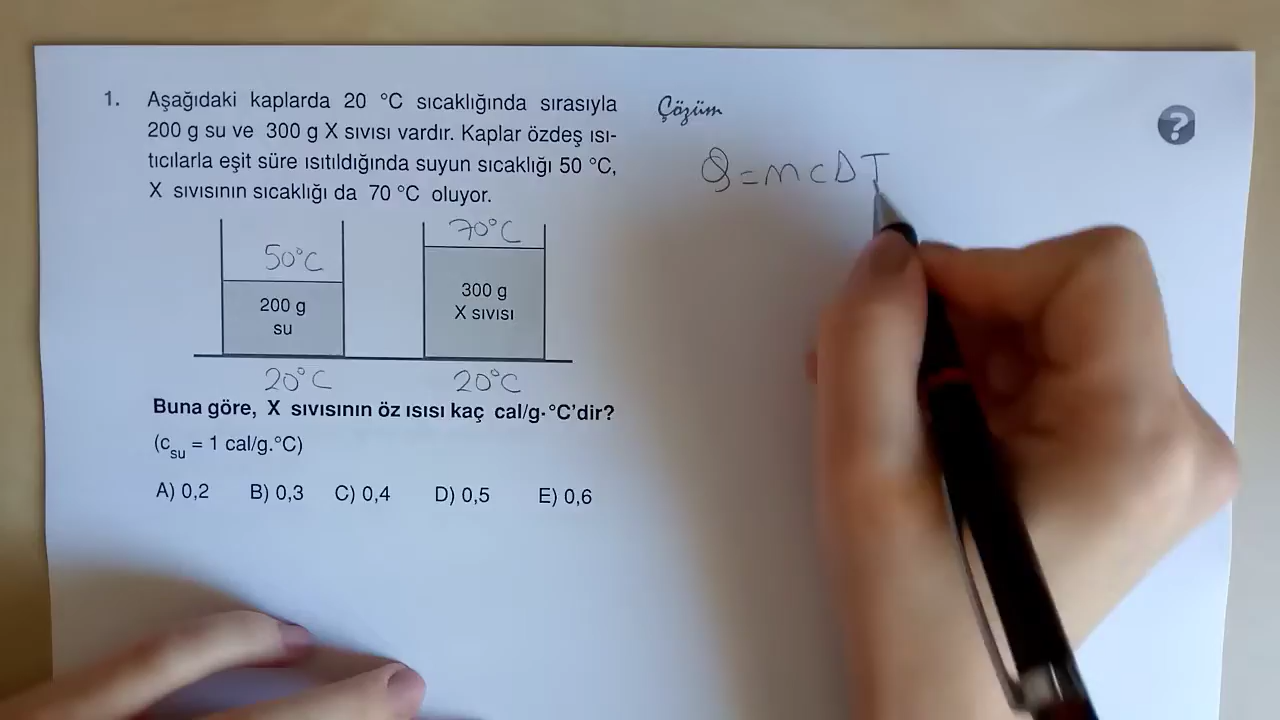 1. Aşağıdaki kaplarda 20 °C sıcaklığında sırasıyla
200 g su ve 300 g X sıvısı vardır. Kaplar özdeş ısı-
tıcılarla eşit süre ısıtıldığında suyun sıcaklığı 50 °C,
X sıvısının sıcaklığı da 70 °C oluyor.
50°C
200 g
su
20°C
70°C
300 g
X sıvısı
20°C
Buna göre, X sıvısının öz ısısı kaç cal/g·°C'dir?
(csu = 1 cal/g.°C)
A) 0,2 B) 0,3 C) 0,4 D) 0,5 E) 0,6
Çözüm
Q=mcΔT
?